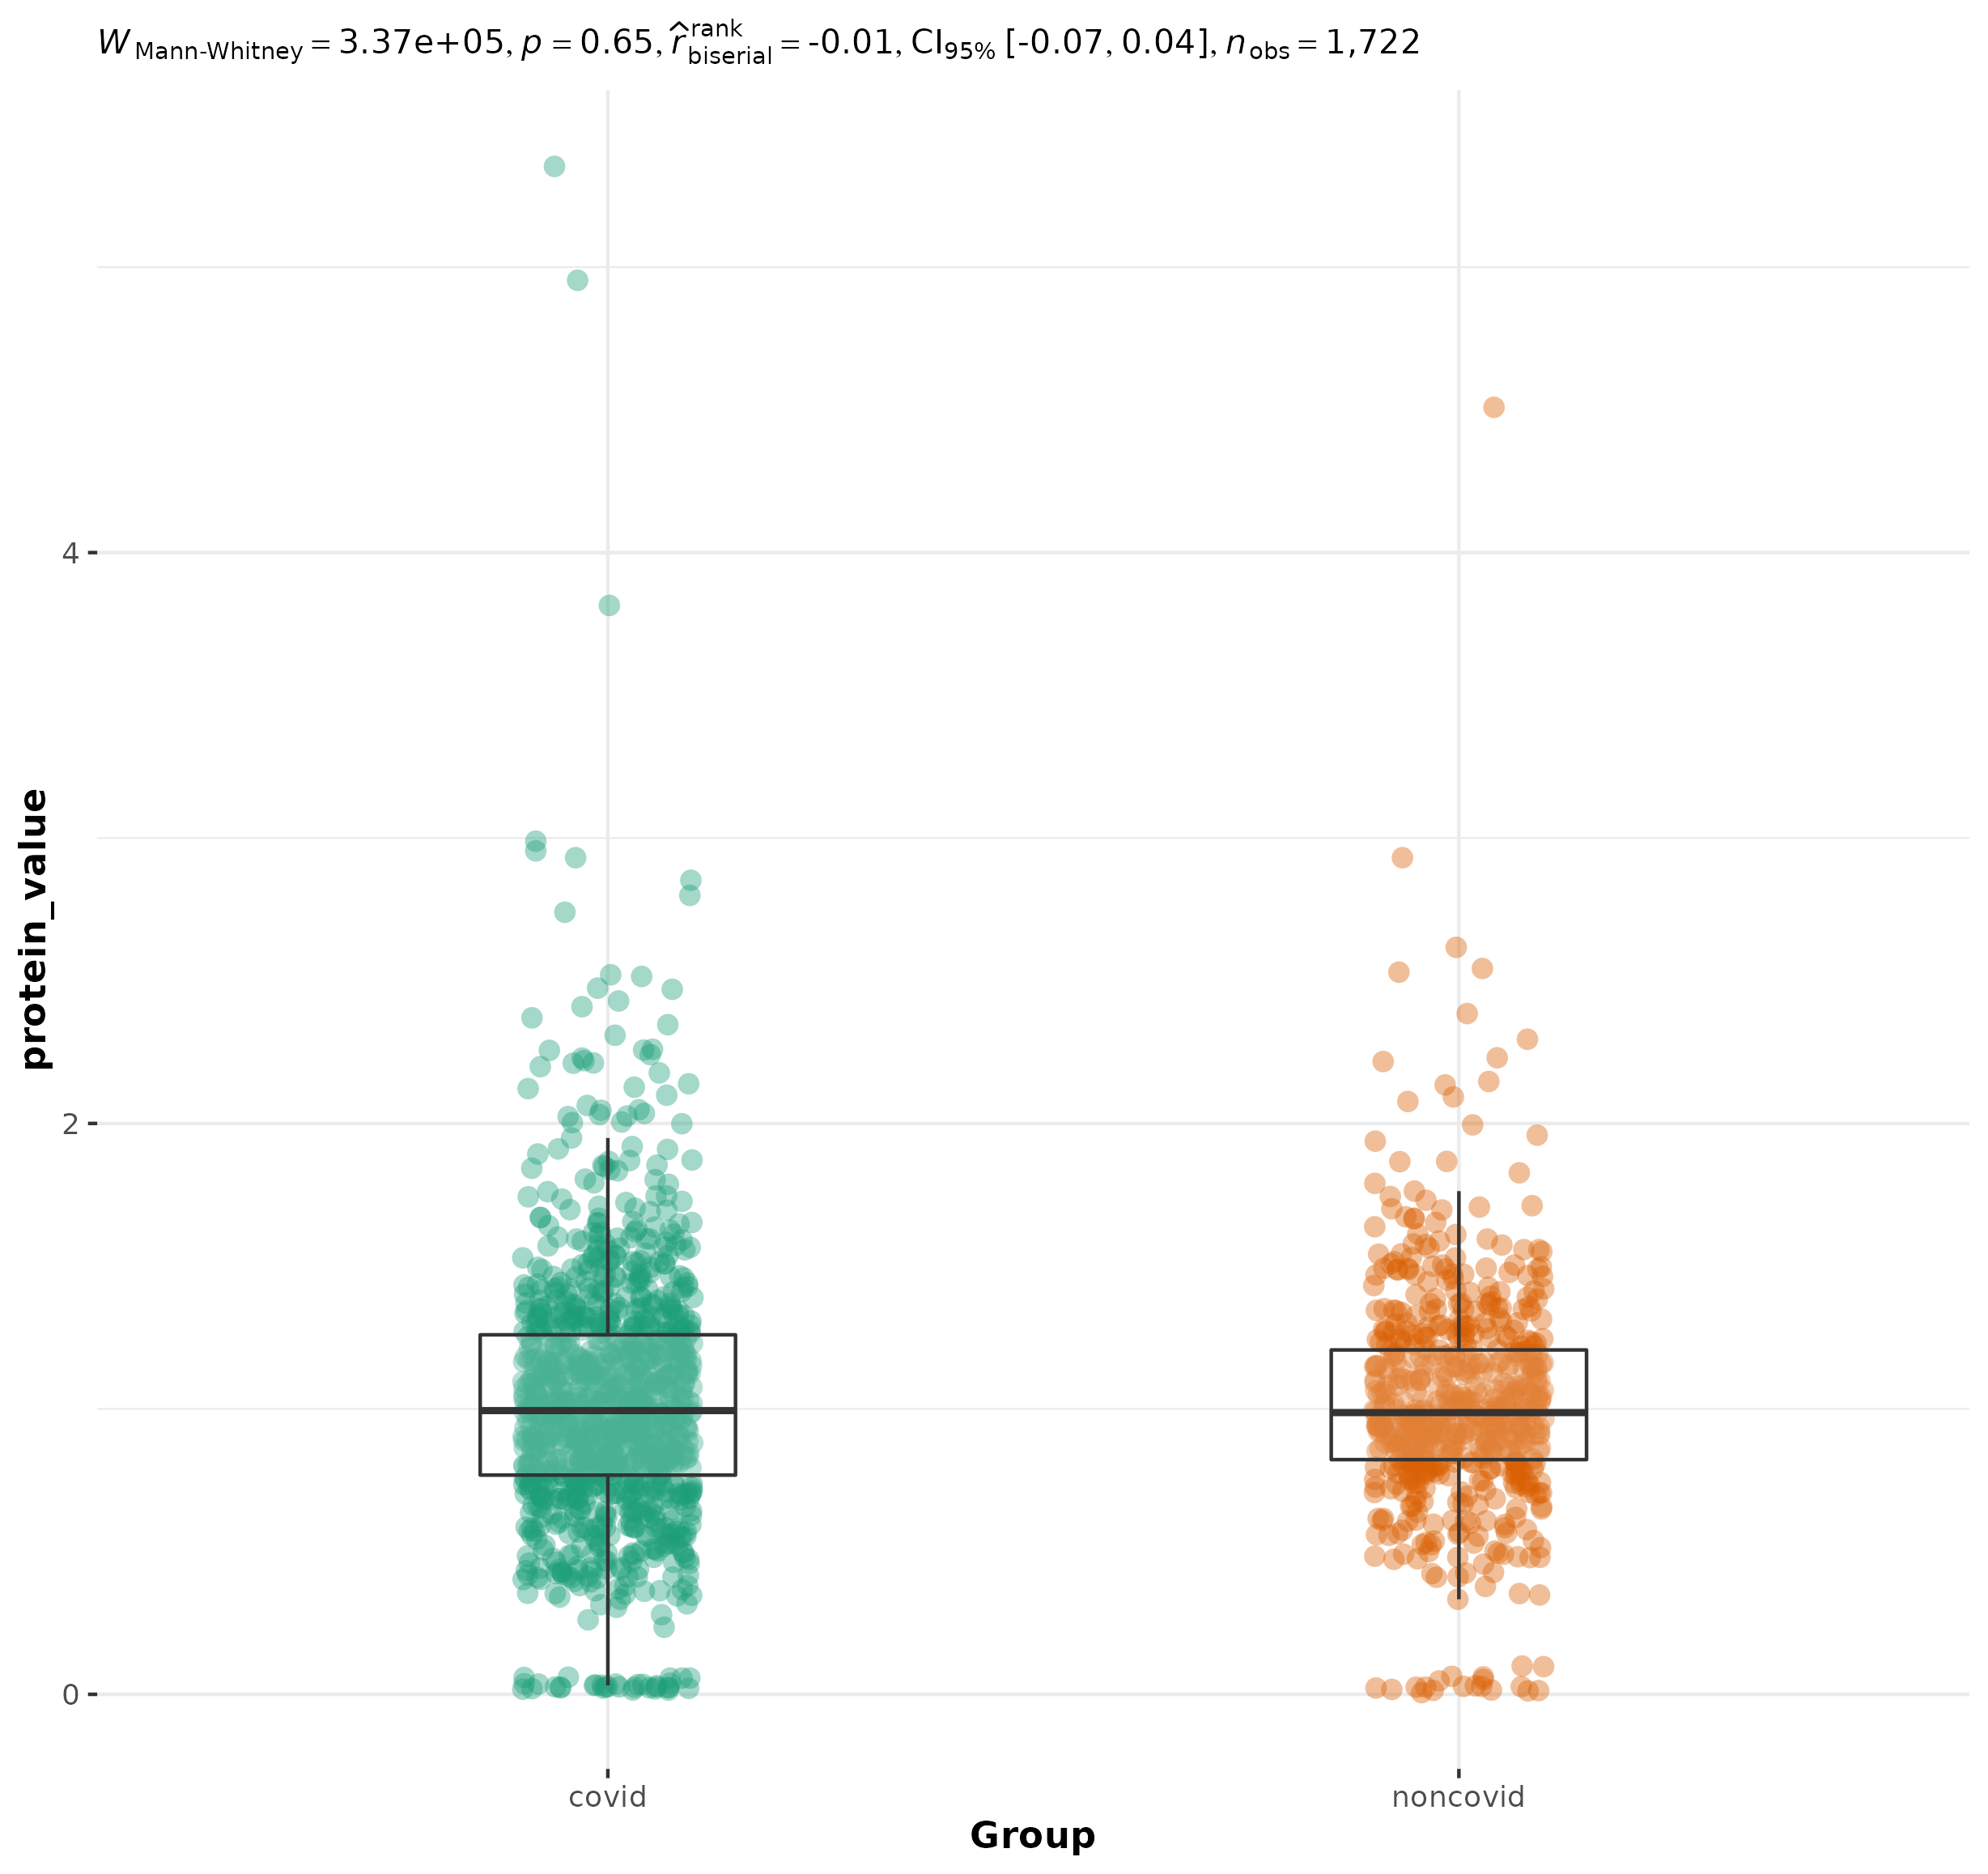 W Mann-Whitney = 3.37e+05, p = 0.65, r̂ rank biserial = -0.01, CI95% [-0.07, 0.04], nobs = 1,722
4
2
0
protein_value
covid noncovid
Group